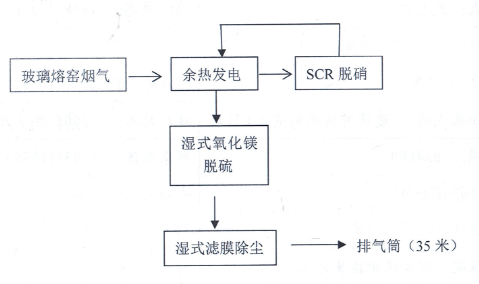 玻璃熔窑烟气
余热发电
SCR 脱硝
湿式氧化镁
脱硫
湿式滤膜除尘
排气筒（35 米）